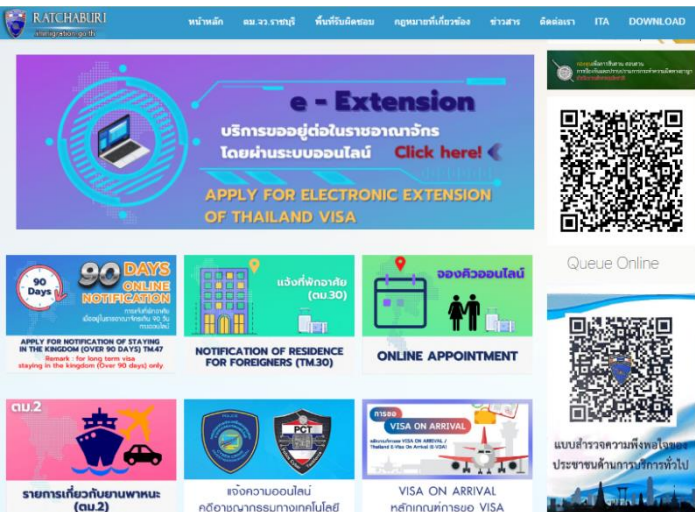 RATCHABURI
immigration.go.th
หน้าหลัก ตม.จว.ราชบุรี พื้นที่รับผิดชอบ กฎหมายที่เกี่ยวข้อง ข่าวสาร ติดต่อเรา ITA DOWNLOAD
e - Extension
บริการขออยู่ต่อในราชอาณาจักร
โดยผ่านระบบออนไลน์ Click here!
APPLY FOR ELECTRONIC EXTENSION
OF THAILAND VISA
Queue Online
90
Days
90 DAYS
ONLINE
NOTIFICATION
APPLY FOR NOTIFICATION OF STAYING
IN THE KINGDOM (OVER 90 DAYS) TM.47
Remark : for long term visa
staying in the kingdom (Over 90 days) only
แจ้งที่พักอาศัย
(ตม.30)
NOTIFICATION OF RESIDENCE
FOR FOREIGNERS (TM.30)
จองคิวออนไลน์
ONLINE APPOINTMENT
ตม.2
รายการเกี่ยวกับยานพาหนะ
(ตม.2)
PCT
แจ้งความออนไลน์
คดีอาชญากรรมทางเทคโนโลยี
การขอ
VISA ON ARRIVAL
VISA ON ARRIVAL
หลักเกณฑ์การขอ VISA
แบบสำรวจความพึงพอใจของ
ประชาชนด้านการบริการทั่วไป